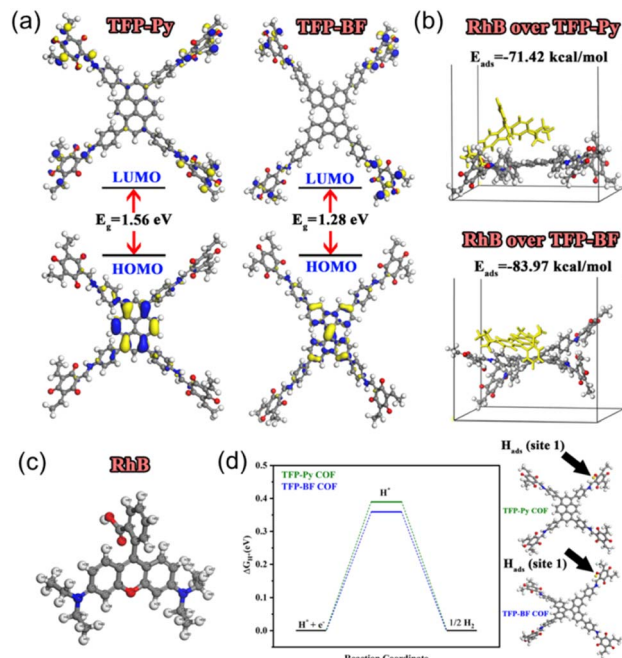 (a)
TFP-Py
TFP-BF
LUMO
LUMO
Eg=1.56 eV
Eg=1.28 eV
HOMO
HOMO
(b)
RhB over TFP-Py
Eads=-71.42 kcal/mol
RhB over TFP-BF
Eads=-83.97 kcal/mol
(c)
RhB
(d)
0.5
0.4
0.3
0.2
0.1
0.0
ΔGH*(eV)
TFP-Py COF
TFP-BF COF
H*
H* + e-
1/2 H2
Reaction Coordinate
Hads (site 1)
TFP-Py COF
Hads (site 1)
TFP-BF COF